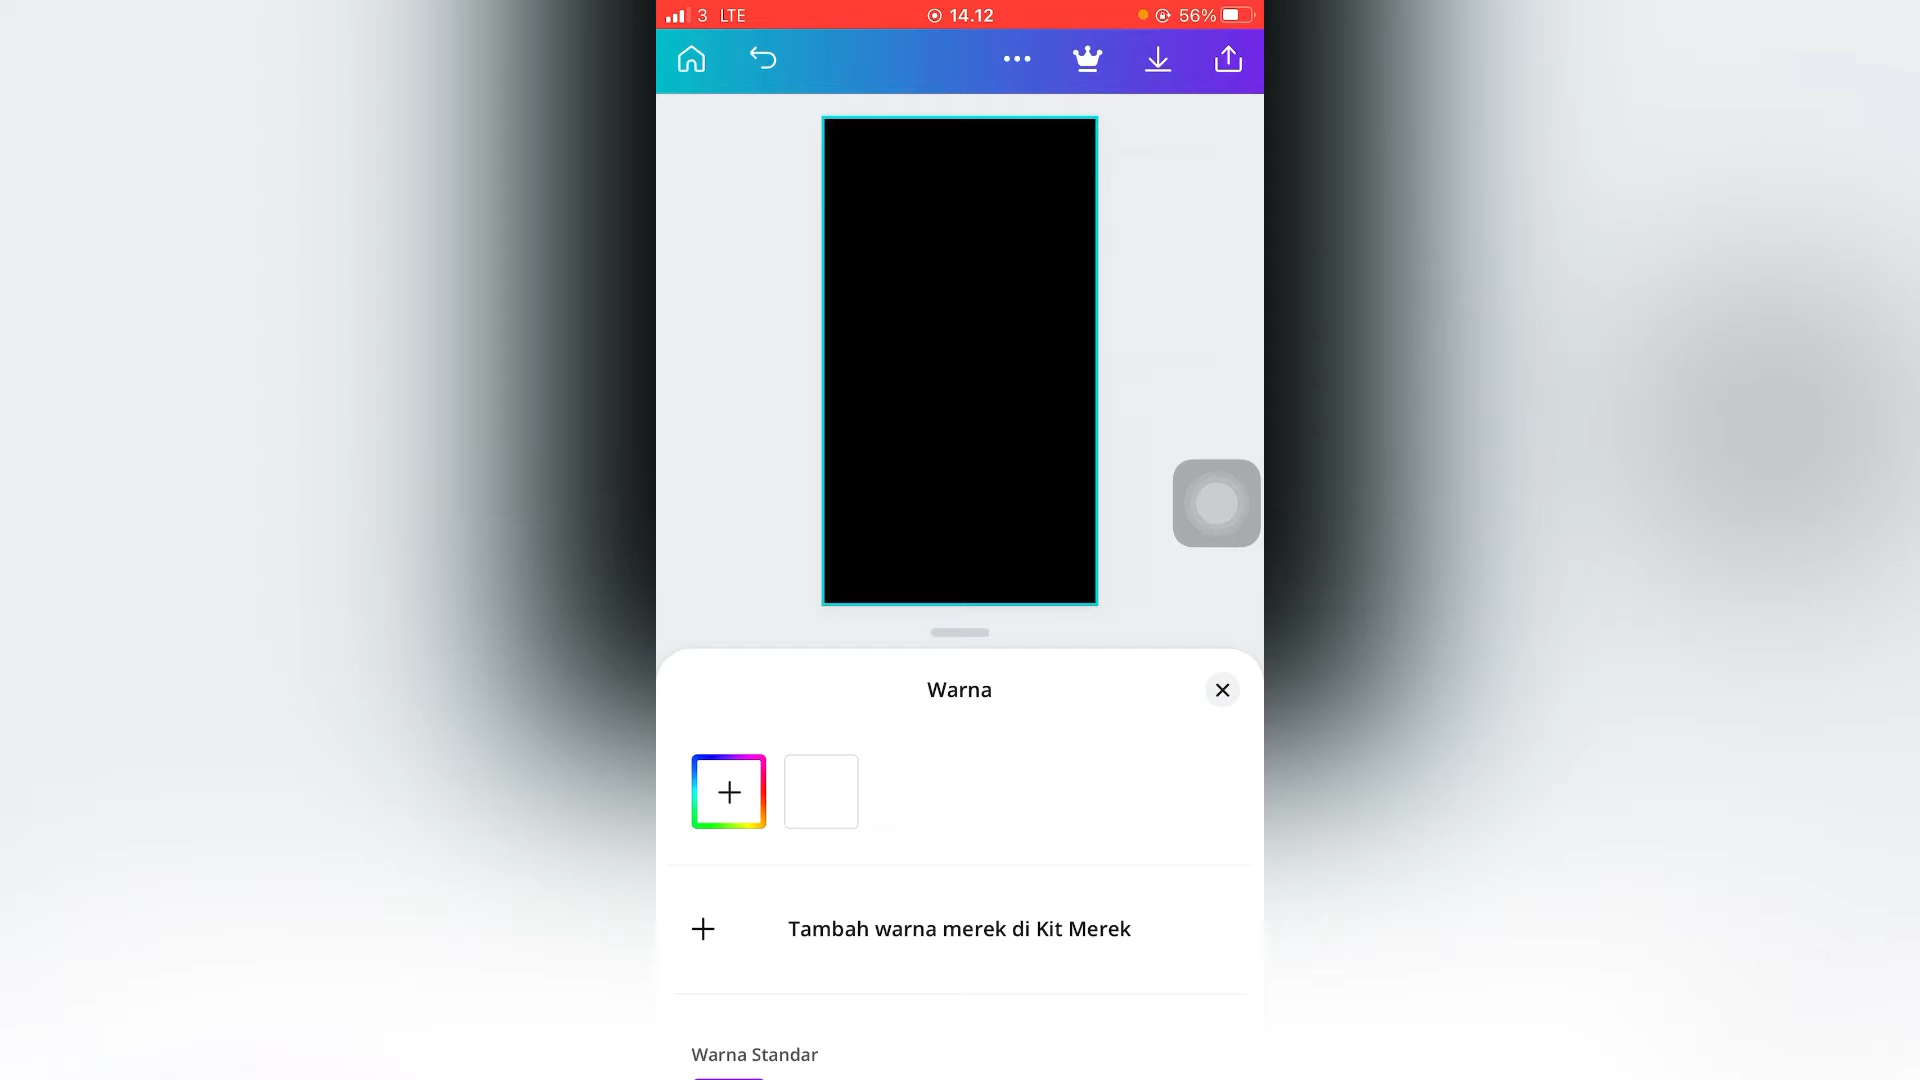 3 LTE 14.12 56%
Warna
Tambah warna merek di Kit Merek
Warna Standar